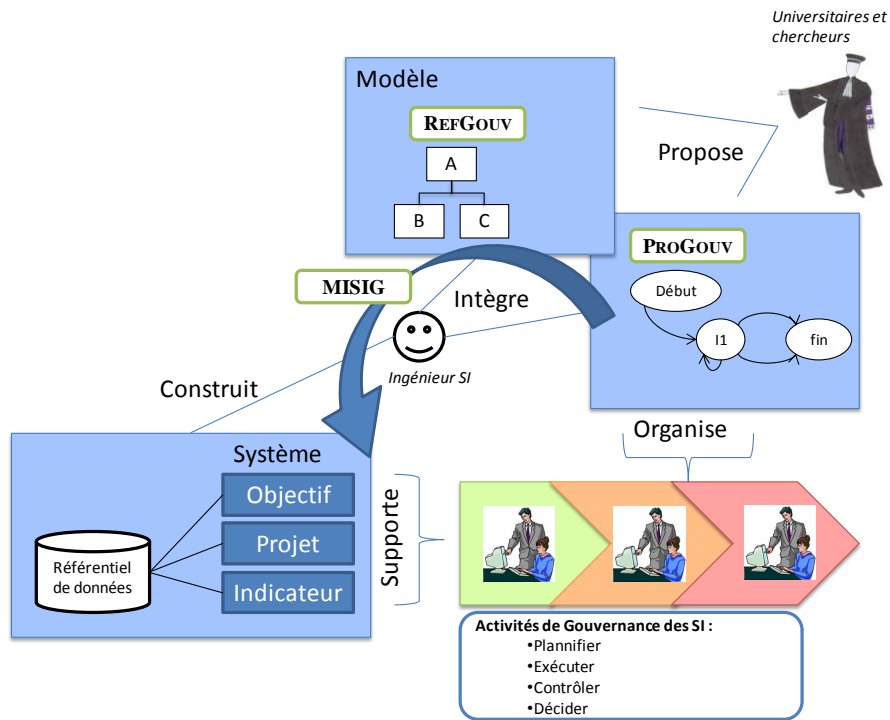 Universitaires et
chercheurs
Modèle
REFGOUV
A
B
C
Propose
PROGOUV
Début
I1
fin
MISIG
Intègre
Ingénieur SI
Construit
Organise
Système
Objectif
Projet
Indicateur
Référentiel
de données
Supporte
Activités de Gouvernance des SI :
•Plannifier
•Exécuter
•Contrôler
•Décider